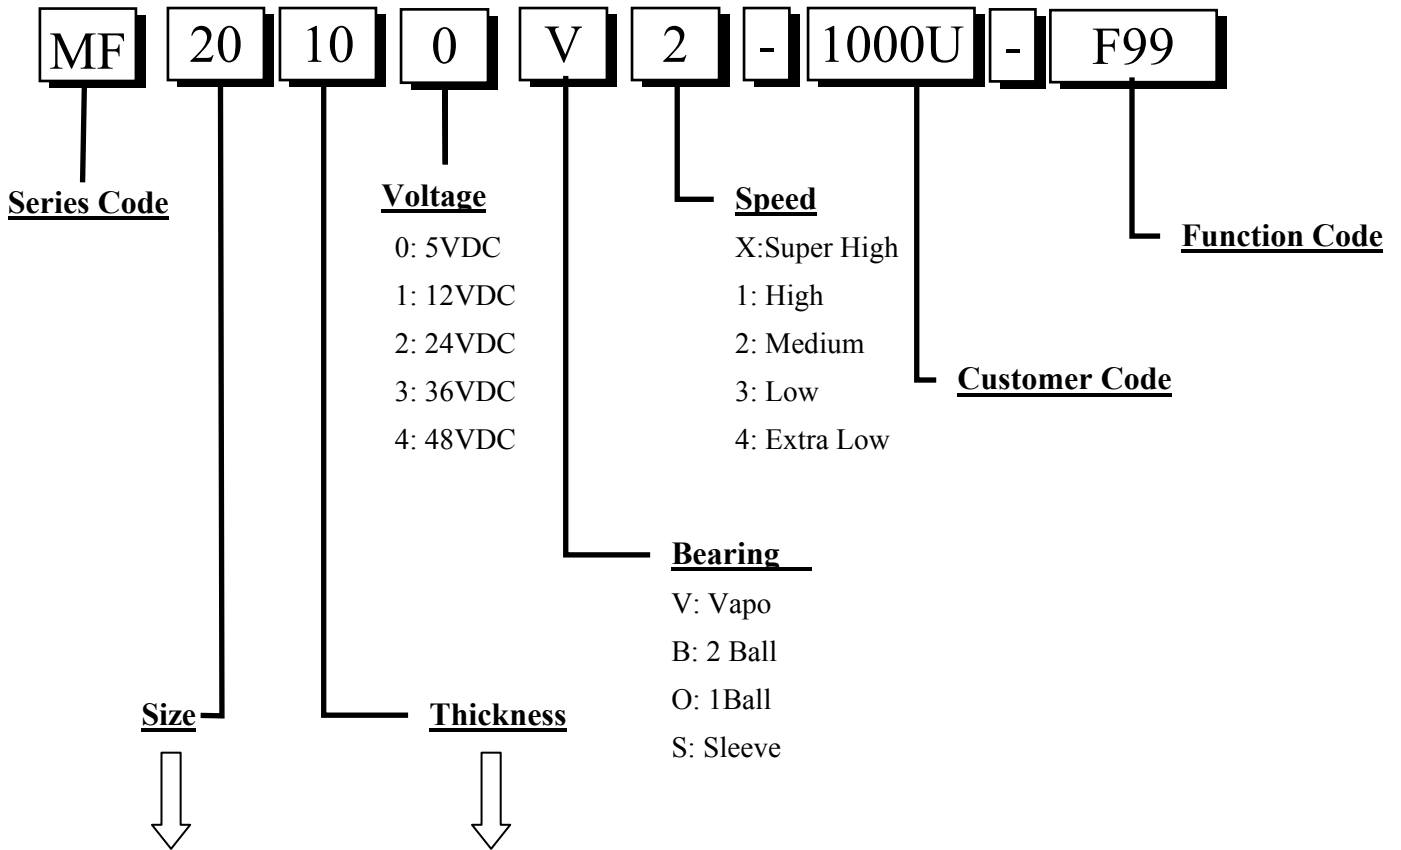 MF 20 10 0 V 2 - 1000U - F99
Series Code
Voltage
0: 5VDC
1: 12VDC
2: 24VDC
3: 36VDC
4: 48VDC
Speed
X:Super High
1: High
2: Medium
3: Low
4: Extra Low
Function Code
Customer Code
Bearing
V: Vapo
B: 2 Ball
O: 1Ball
S: Sleeve
Size
Thickness